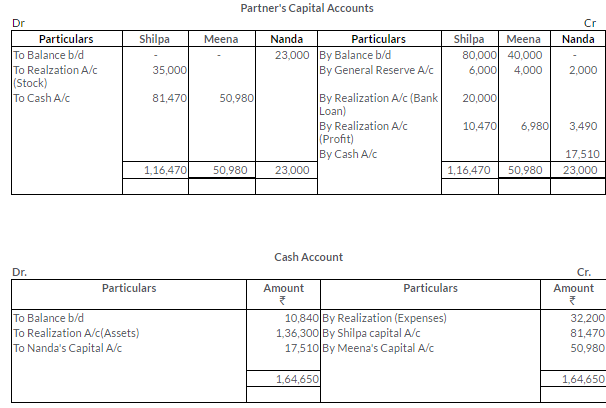 Partner's Capital Accounts
Dr Cr
Particulars Shilpa Meena Nanda Particulars Shilpa Meena Nanda
To Balance b/d - - 23,000 By Balance b/d 80,000 40,000 -
To Realzation A/c 35,000 By General Reserve A/c 6,000 4,000 2,000
(Stock)
To Cash A/c 81,470 50,980 By Realization A/c (Bank 20,000
Loan)
By Realization A/c 10,470 6,980 3,490
(Profit)
By Cash A/c 17,510
1,16,470 50,980 23,000 1,16,470 50,980 23,000
Cash Account
Dr. Cr.
Particulars Amount Particulars Amount
₹ ₹
To Balance b/d 10,840 By Realization (Expenses) 32,200
To Realization A/c(Assets) 1,36,300 By Shilpa capital A/c 81,470
To Nanda's Capital A/c 17,510 By Meena's Capital A/c 50,980
1,64,650 1,64,650